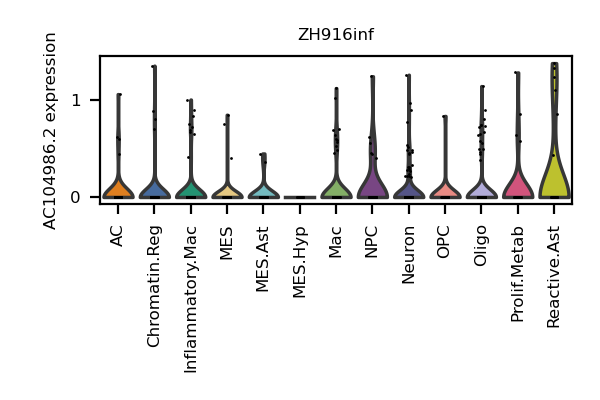 ZH916inf
AC104986.2 expression
1
0
AC
Chromatin.Reg
Inflammatory.Mac
MES
MES.Ast
MES.Hyp
Mac
NPC
Neuron
OPC
Oligo
Prolif.Metab
Reactive.Ast